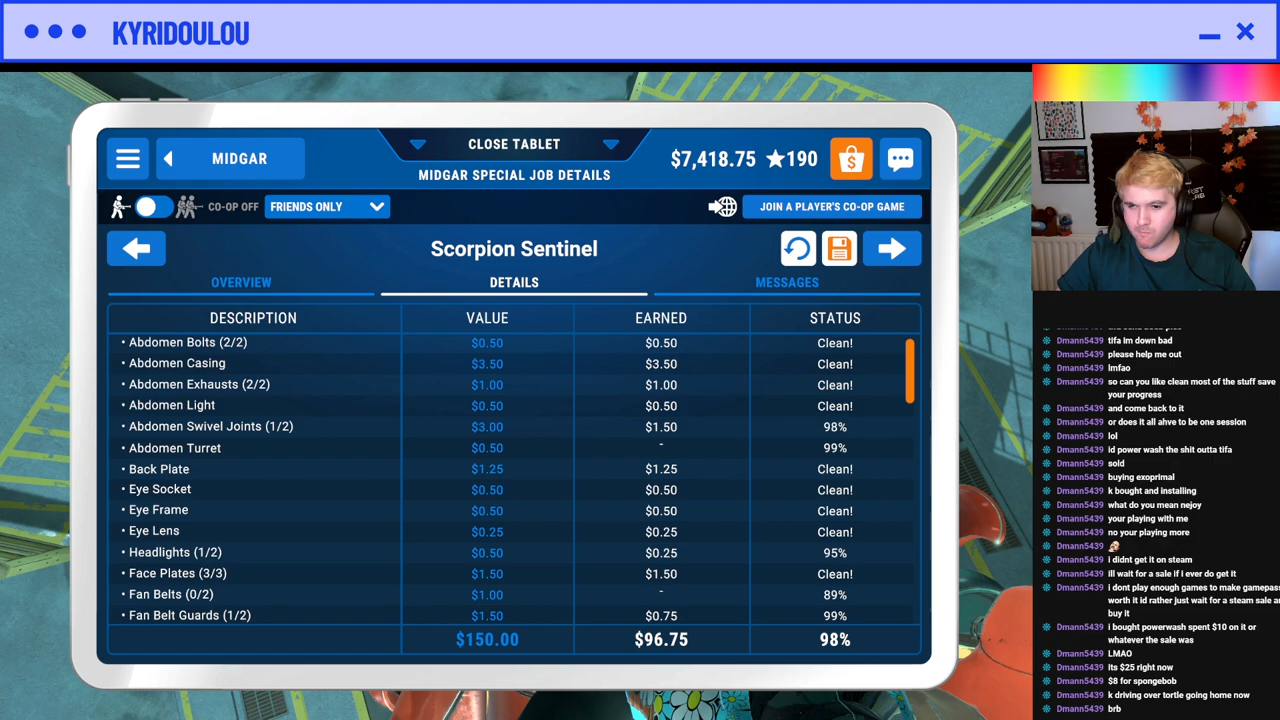 KYRIDOULOU
MIDGAR
CLOSE TABLET
MIDGAR SPECIAL JOB DETAILS
$7,418.75 ★190
CO-OP OFF
FRIENDS ONLY
JOIN A PLAYER'S CO-OP GAME
Scorpion Sentinel
OVERVIEW DETAILS MESSAGES
DESCRIPTION VALUE EARNED STATUS
• Abdomen Bolts (2/2) $0.50 $0.50 Clean!
• Abdomen Casing $3.50 $3.50 Clean!
• Abdomen Exhausts (2/2) $1.00 $1.00 Clean!
• Abdomen Light $0.50 $0.50 Clean!
• Abdomen Swivel Joints (1/2) $3.00 $1.50 98%
• Abdomen Turret $0.50 - 99%
• Back Plate $1.25 $1.25 Clean!
• Eye Socket $0.50 $0.50 Clean!
• Eye Frame $0.50 $0.50 Clean!
• Eye Lens $0.25 $0.25 Clean!
• Headlights (1/2) $0.50 $0.25 95%
• Face Plates (3/3) $1.50 $1.50 Clean!
• Fan Belts (0/2) $1.00 - 89%
• Fan Belt Guards (1/2) $1.50 $0.75 99%
$150.00 $96.75 98%
Dmann5439 tifa im down bad
Dmann5439 please help me out
Dmann5439 lmfao
Dmann5439 so can you like clean most of the stuff save
your progress
Dmann5439 and come back to it
Dmann5439 or does it all ahve to be one session
Dmann5439 lol
Dmann5439 id power wash the shit outta tifa
Dmann5439 sold
Dmann5439 buying exoprimal
Dmann5439 k bought and installing
Dmann5439 what do you mean nejoy
Dmann5439 your playing with me
Dmann5439 no your playing more
Dmann5439
Dmann5439 i didnt get it on steam
Dmann5439 ill wait for a sale if I ever do get it
Dmann5439 i dont play enough games to make gamepass
worth it id rather just wait for a steam sale an
buy it
Dmann5439 i bought powerwash spent $10 on it or
whatever the sale was
Dmann5439 LMAO
Dmann5439 Its $25 right now
Dmann5439 $8 for spongebob
Dmann5439 k driving over tortle going home now
Dmann5439 brb